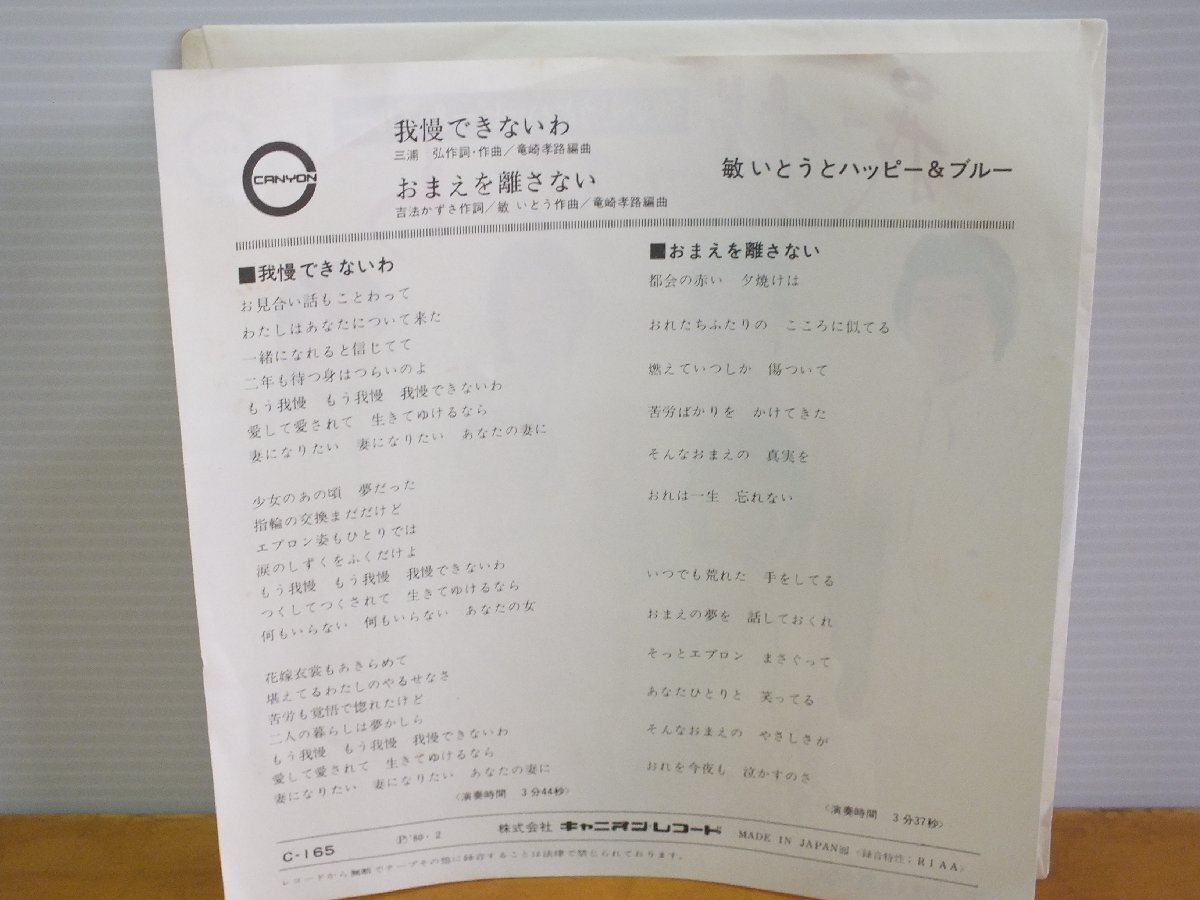 CANYON
我慢できないわ
三浦 弘作詞・作曲/竜崎孝路編曲
おまえを離さない
吉法かずさ作詞/敏 いとう作曲/竜崎孝路編曲
敏 いとうとハッピー&ブルー
■我慢できないわ
お見合い話もことわって
わたしはあなたについて来た
一緒になれると信じてて
二年も待つ身はつらいのよ
もう我慢 もう我慢 我慢できないわ
愛して愛されて 生きてゆけるなら
妻になりたい 妻になりたい あなたの妻に
少女のあの頃 夢だった
指輪の交換まだだけど
エプロン姿もひとりでは
涙のしずくをふくだけよ
もう我慢 もう我慢 我慢できないわ
つくしてつくされて 生きてゆけるなら
何もいらない 何もいらない あなたの女
花嫁衣裳もあきらめて
堪えてるわたしのやるせなさ
苦労も覚悟で惚れたけど
二人の暮らしは夢かしら
もう我慢 もう我慢 我慢できないわ
愛して愛されて 生きてゆけるなら
妻になりたい 妻になりたい あなたの妻に
〈演奏時間 3分44秒〉
■おまえを離さない
都会の赤い 夕焼けは
おれたちふたりの こころに似てる
燃えていつしか 傷ついて
苦労ばかりを かけてきた
そんなおまえの 真実を
おれは一生 忘れない
いつでも荒れた 手をしてる
おまえの夢を 話しておくれ
そっとエプロン まさぐって
あなたひとりと 笑ってる
そんなおまえの やさしさが
おれを今夜も 泣かすのさ
〈演奏時間 3分37秒〉
C-165
Ⓟ'80・2
株式会社 キャニオンレコード
MADE IN JAPAN
〈録音特性:RIAA〉
レコードから無断でテープその他に録音することは法律で禁じられております。